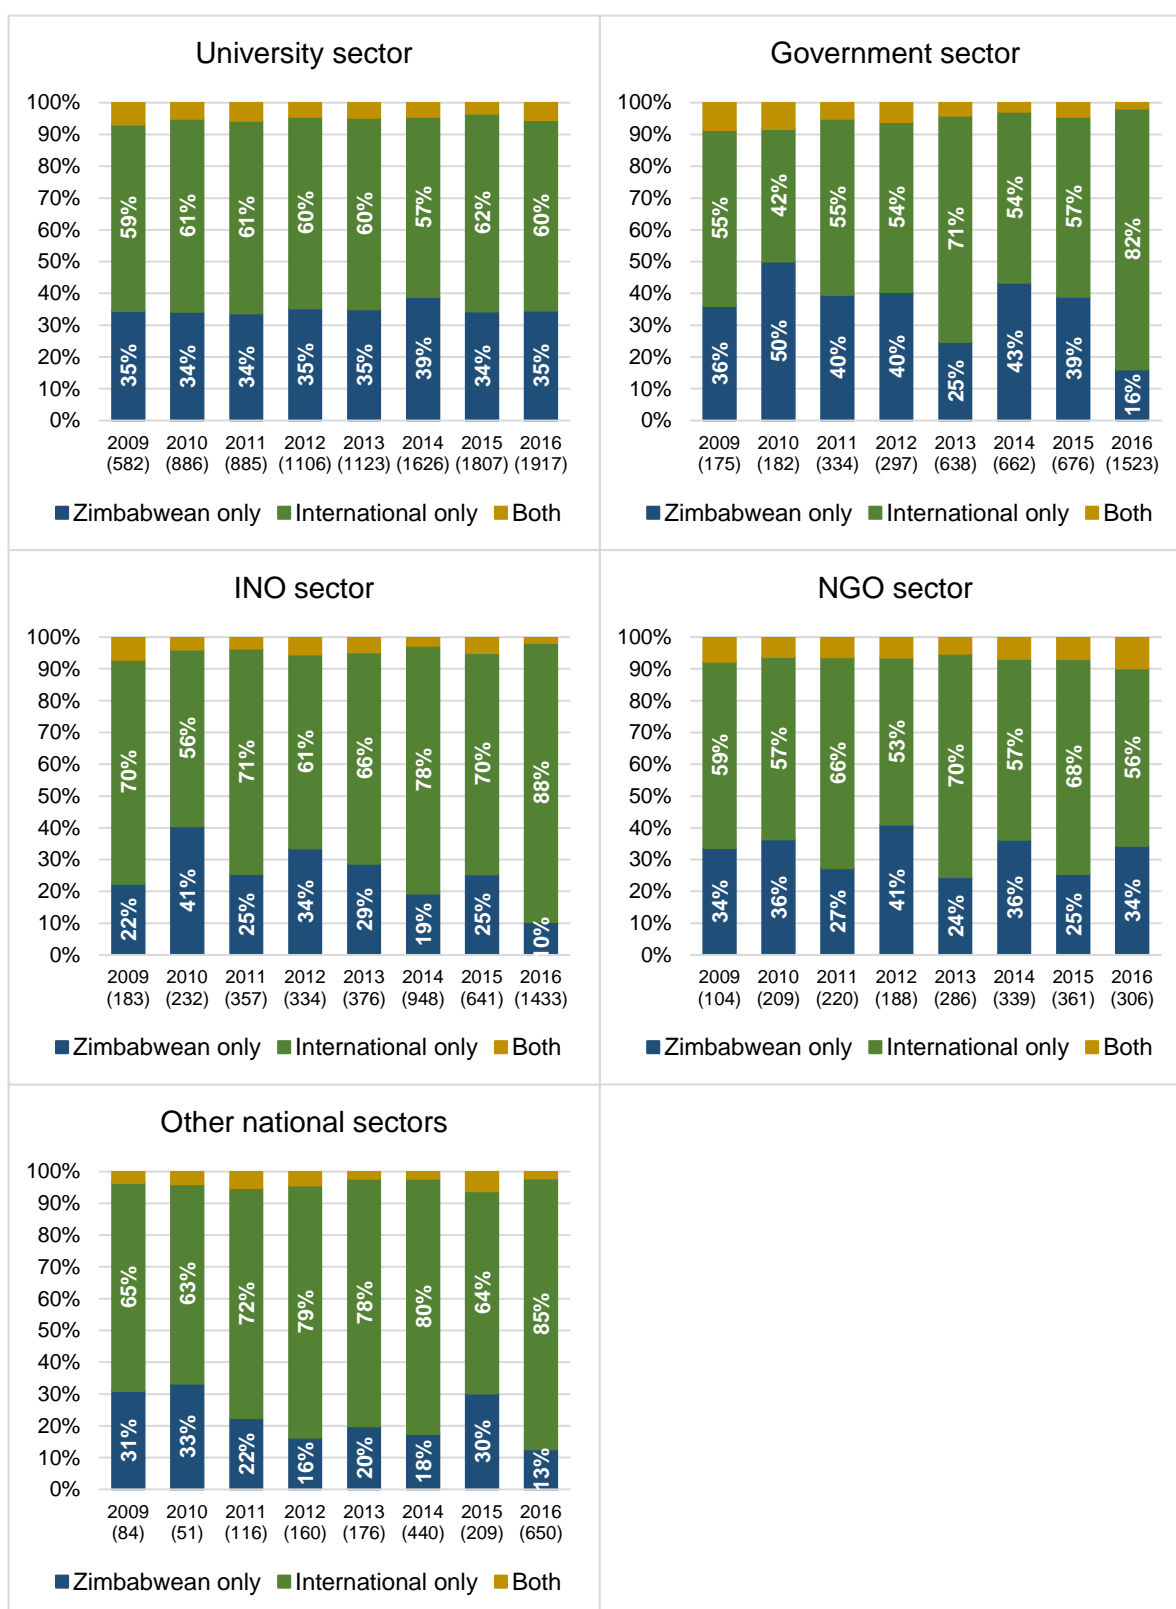 University sector
100%
90%
80%
70%
60%
50%
40%
30%
20%
10%
0%
59% 61% 61% 60% 60% 57% 62% 60%
35% 34% 34% 35% 35% 39% 34% 35%
2009 2010 2011 2012 2013 2014 2015 2016
(582) (886) (885) (1106) (1123) (1626) (1807) (1917)
Zimbabwean only International only Both
Government sector
100%
90%
80%
70%
60%
50%
40%
30%
20%
10%
0%
55% 42% 55% 54% 71% 54% 57% 82%
36% 50% 40% 40% 25% 43% 39% 16%
2009 2010 2011 2012 2013 2014 2015 2016
(175) (182) (334) (297) (638) (662) (676) (1523)
Zimbabwean only International only Both
INO sector
100%
90%
80%
70%
60%
50%
40%
30%
20%
10%
0%
70% 56% 71% 61% 66% 78% 70% 88%
22% 41% 25% 34% 29% 19% 25% 10%
2009 2010 2011 2012 2013 2014 2015 2016
(183) (232) (357) (334) (376) (948) (641) (1433)
Zimbabwean only International only Both
NGO sector
100%
90%
80%
70%
60%
50%
40%
30%
20%
10%
0%
59% 57% 66% 53% 70% 57% 68% 56%
34% 36% 27% 41% 24% 36% 25% 34%
2009 2010 2011 2012 2013 2014 2015 2016
(104) (209) (220) (188) (286) (339) (361) (306)
Zimbabwean only International only Both
Other national sectors
100%
90%
80%
70%
60%
50%
40%
30%
20%
10%
0%
65% 63% 72% 79% 78% 80% 64% 85%
31% 33% 22% 16% 20% 18% 30% 13%
2009 2010 2011 2012 2013 2014 2015 2016
(84) (51) (116) (160) (176) (440) (209) (650)
Zimbabwean only International only Both